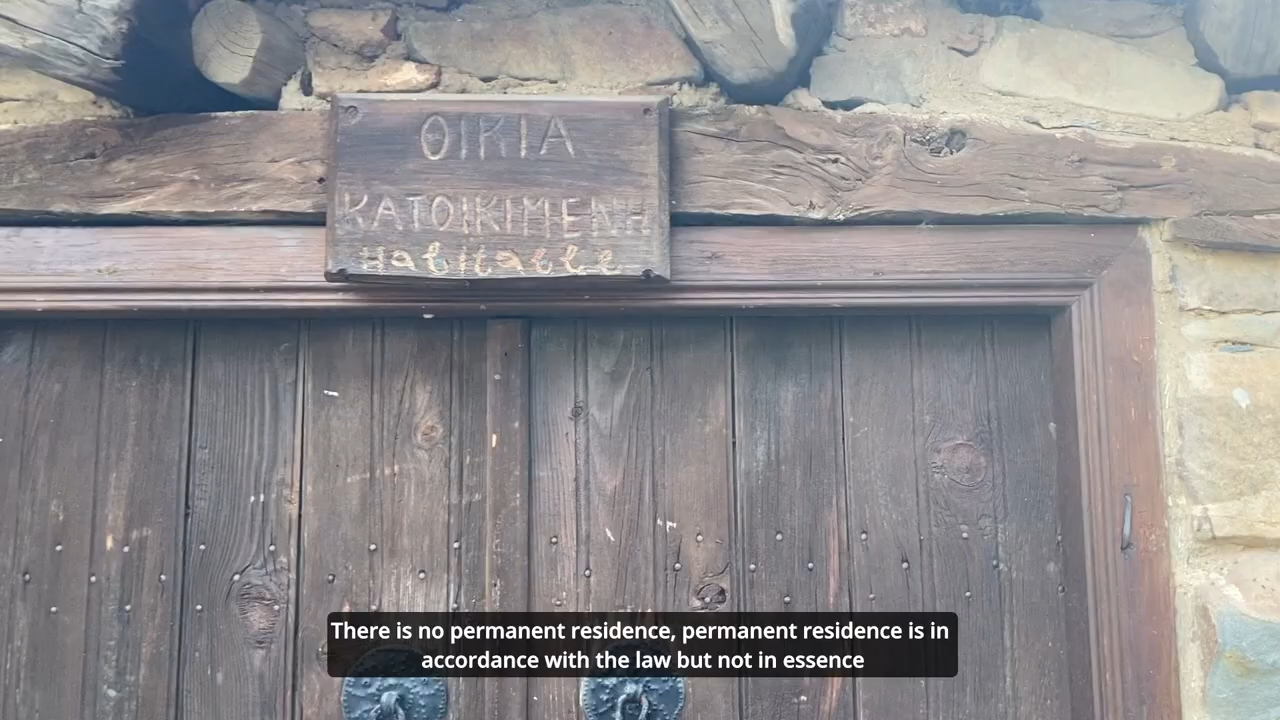 ΟΙΚΙΑ
ΚΑΤΟΙΚΙΜΕΝΗ
Habitable
There is no permanent residence, permanent residence is in
accordance with the law but not in essence